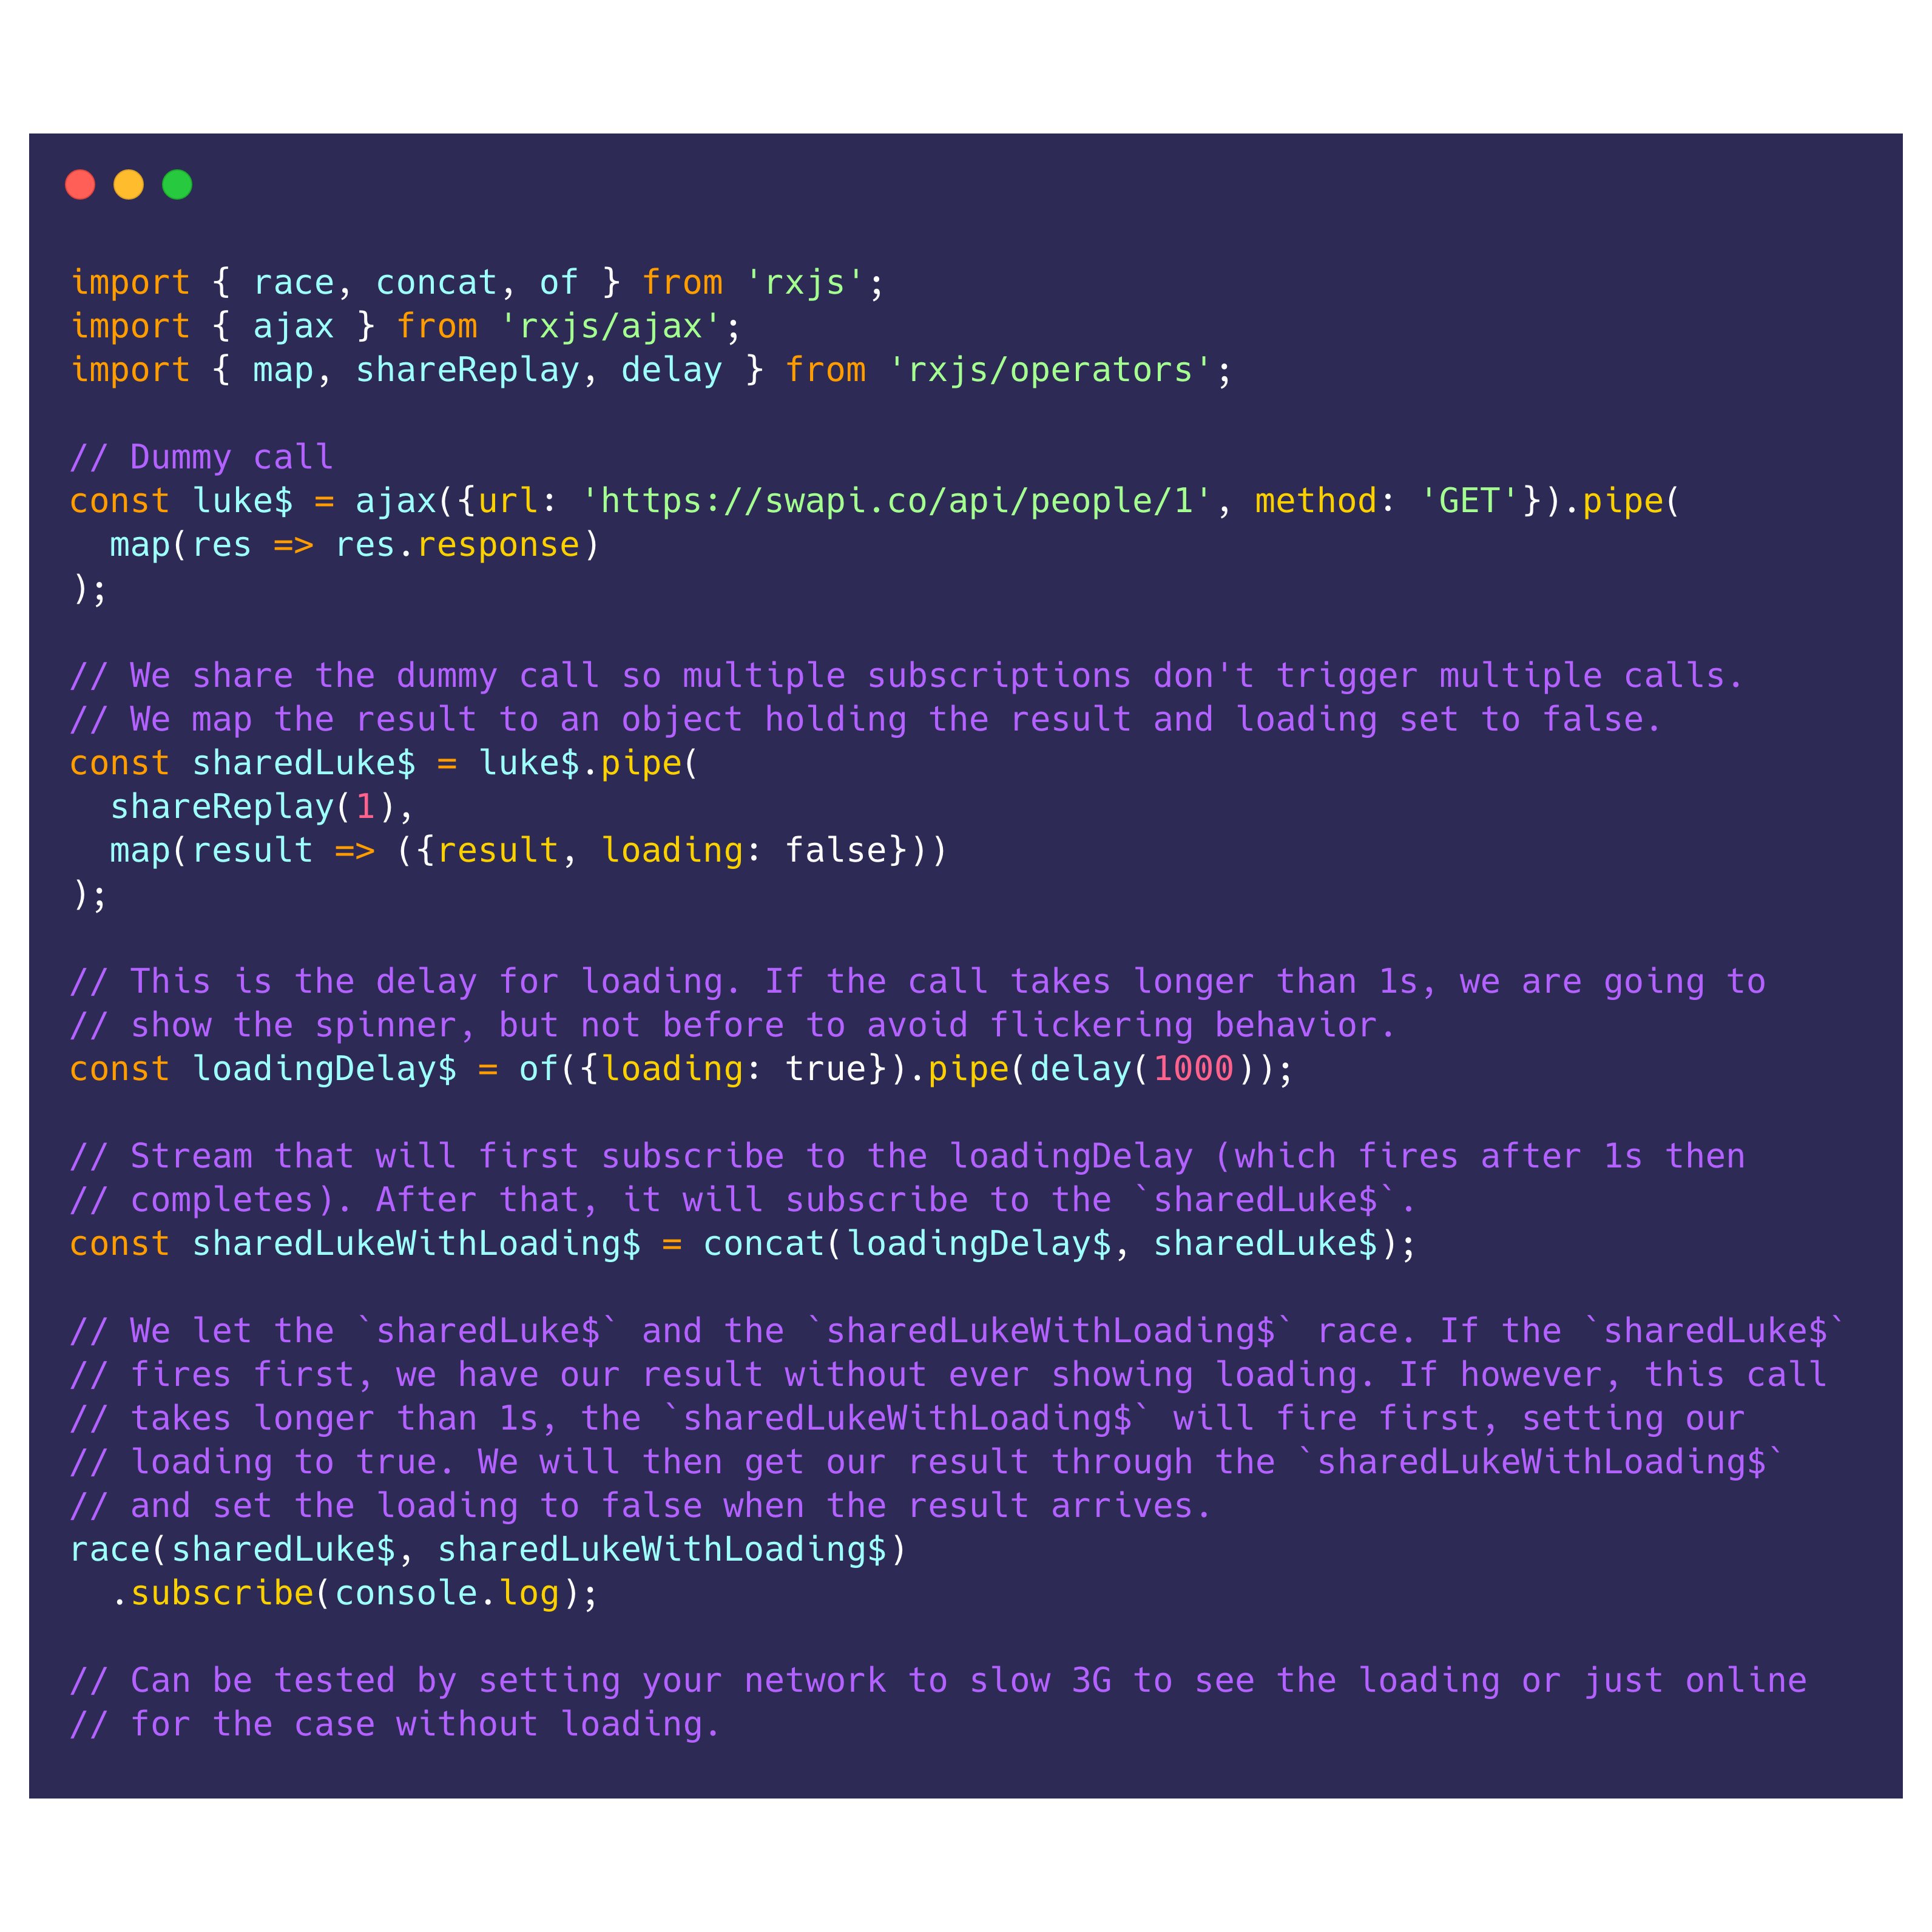 import { race, concat, of } from 'rxjs';
import { ajax } from 'rxjs/ajax';
import { map, shareReplay, delay } from 'rxjs/operators';

// Dummy call
const luke$ = ajax({url: 'https://swapi.co/api/people/1', method: 'GET'}).pipe(
  map(res => res.response)
);

// We share the dummy call so multiple subscriptions don't trigger multiple calls.
// We map the result to an object holding the result and loading set to false.
const sharedLuke$ = luke$.pipe(
  shareReplay(1),
  map(result => ({result, loading: false}))
);

// This is the delay for loading. If the call takes longer than 1s, we are going to
// show the spinner, but not before to avoid flickering behavior.
const loadingDelay$ = of({loading: true}).pipe(delay(1000));

// Stream that will first subscribe to the loadingDelay (which fires after 1s then
// completes). After that, it will subscribe to the `sharedLuke$`.
const sharedLukeWithLoading$ = concat(loadingDelay$, sharedLuke$);

// We let the `sharedLuke$` and the `sharedLukeWithLoading$` race. If the `sharedLuke$`
// fires first, we have our result without ever showing loading. If however, this call
// takes longer than 1s, the `sharedLukeWithLoading$` will fire first, setting our
// loading to true. We will then get our result through the `sharedLukeWithLoading$`
// and set the loading to false when the result arrives.
race(sharedLuke$, sharedLukeWithLoading$)
  .subscribe(console.log);

// Can be tested by setting your network to slow 3G to see the loading or just online
// for the case without loading.